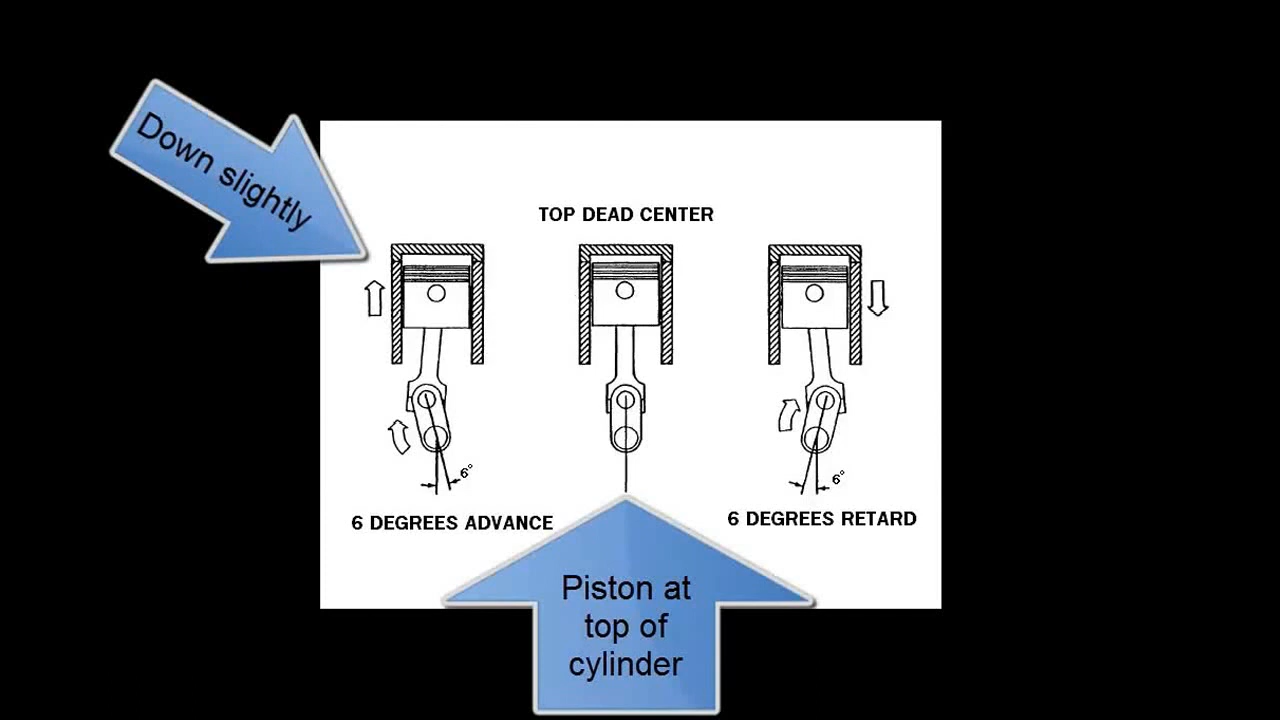 Down slightly
TOP DEAD CENTER
6°
6°
6 DEGREES ADVANCE
6 DEGREES RETARD
Piston at
top of
cylinder